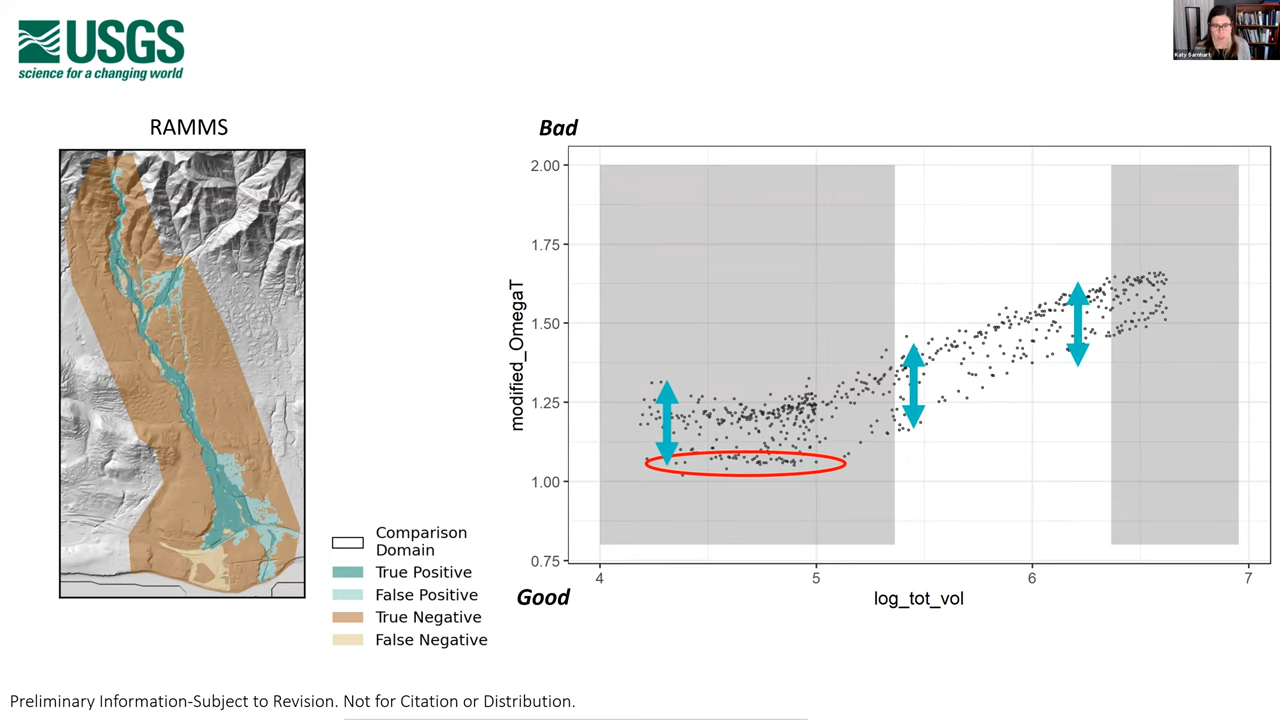 USGS
science for a changing world
Katy Barnhart
RAMMS
Bad
2.00
1.75
1.50
1.25
1.00
0.75
modified_OmegaT
4 5 6 7
log_tot_vol
Good
Comparison
Domain
True Positive
False Positive
True Negative
False Negative
Preliminary Information-Subject to Revision. Not for Citation or Distribution.